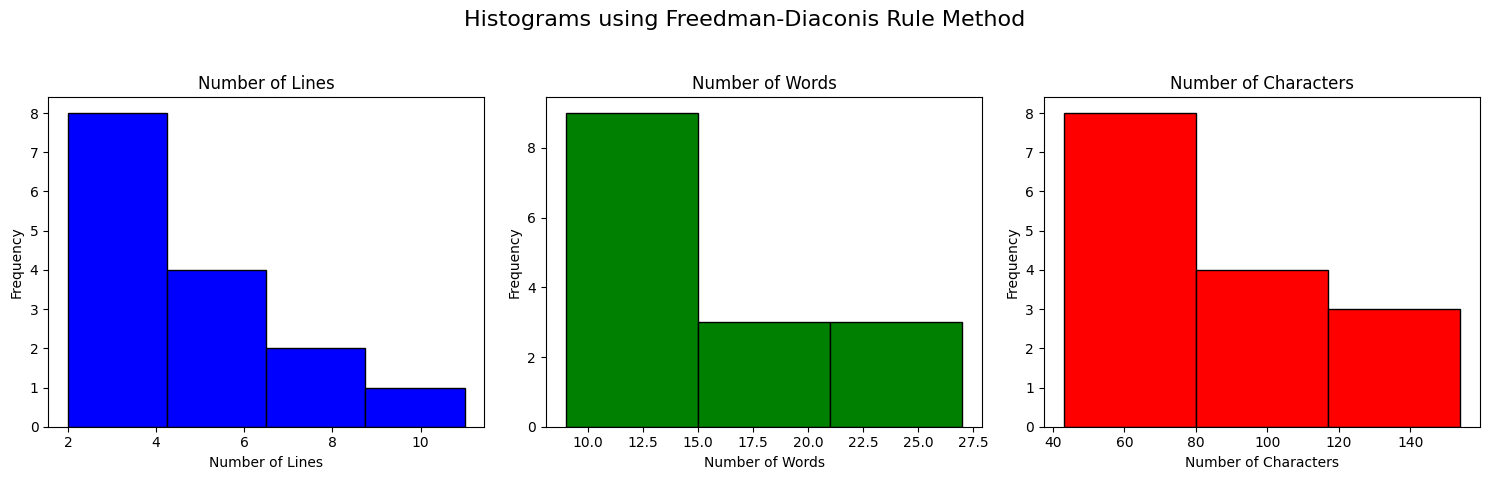 Histograms using Freedman-Diaconis Rule Method
Number of Lines
Frequency
8
7
6
5
4
3
2
1
0
2 4 6 8 10
Number of Lines
Number of Words
Frequency
8
6
4
2
0
10.0 12.5 15.0 17.5 20.0 22.5 25.0 27.5
Number of Words
Number of Characters
Frequency
8
7
6
5
4
3
2
1
0
40 60 80 100 120 140
Number of Characters